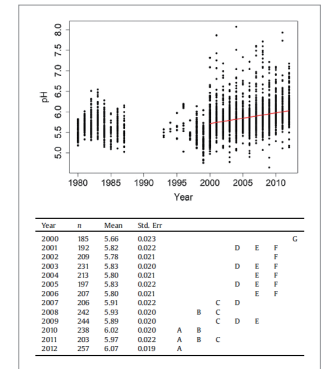 8.0
7.5
7.0
6.5
6.0
5.5
5.0
pH
1980 1985 1990 1995 2000 2005 2010
Year
Year n Mean Std. Err
2000 185 5.66 0.023 G
2001 192 5.82 0.022 D E F
2002 209 5.78 0.021 F
2003 231 5.83 0.020 D E F
2004 213 5.80 0.021 E F
2005 197 5.83 0.022 D E F
2006 207 5.80 0.021 E F
2007 206 5.91 0.022 C D
2008 242 5.93 0.020 B C
2009 244 5.89 0.020 C D E
2010 238 6.02 0.020 A B
2011 203 5.97 0.022 A B C
2012 257 6.07 0.019 A